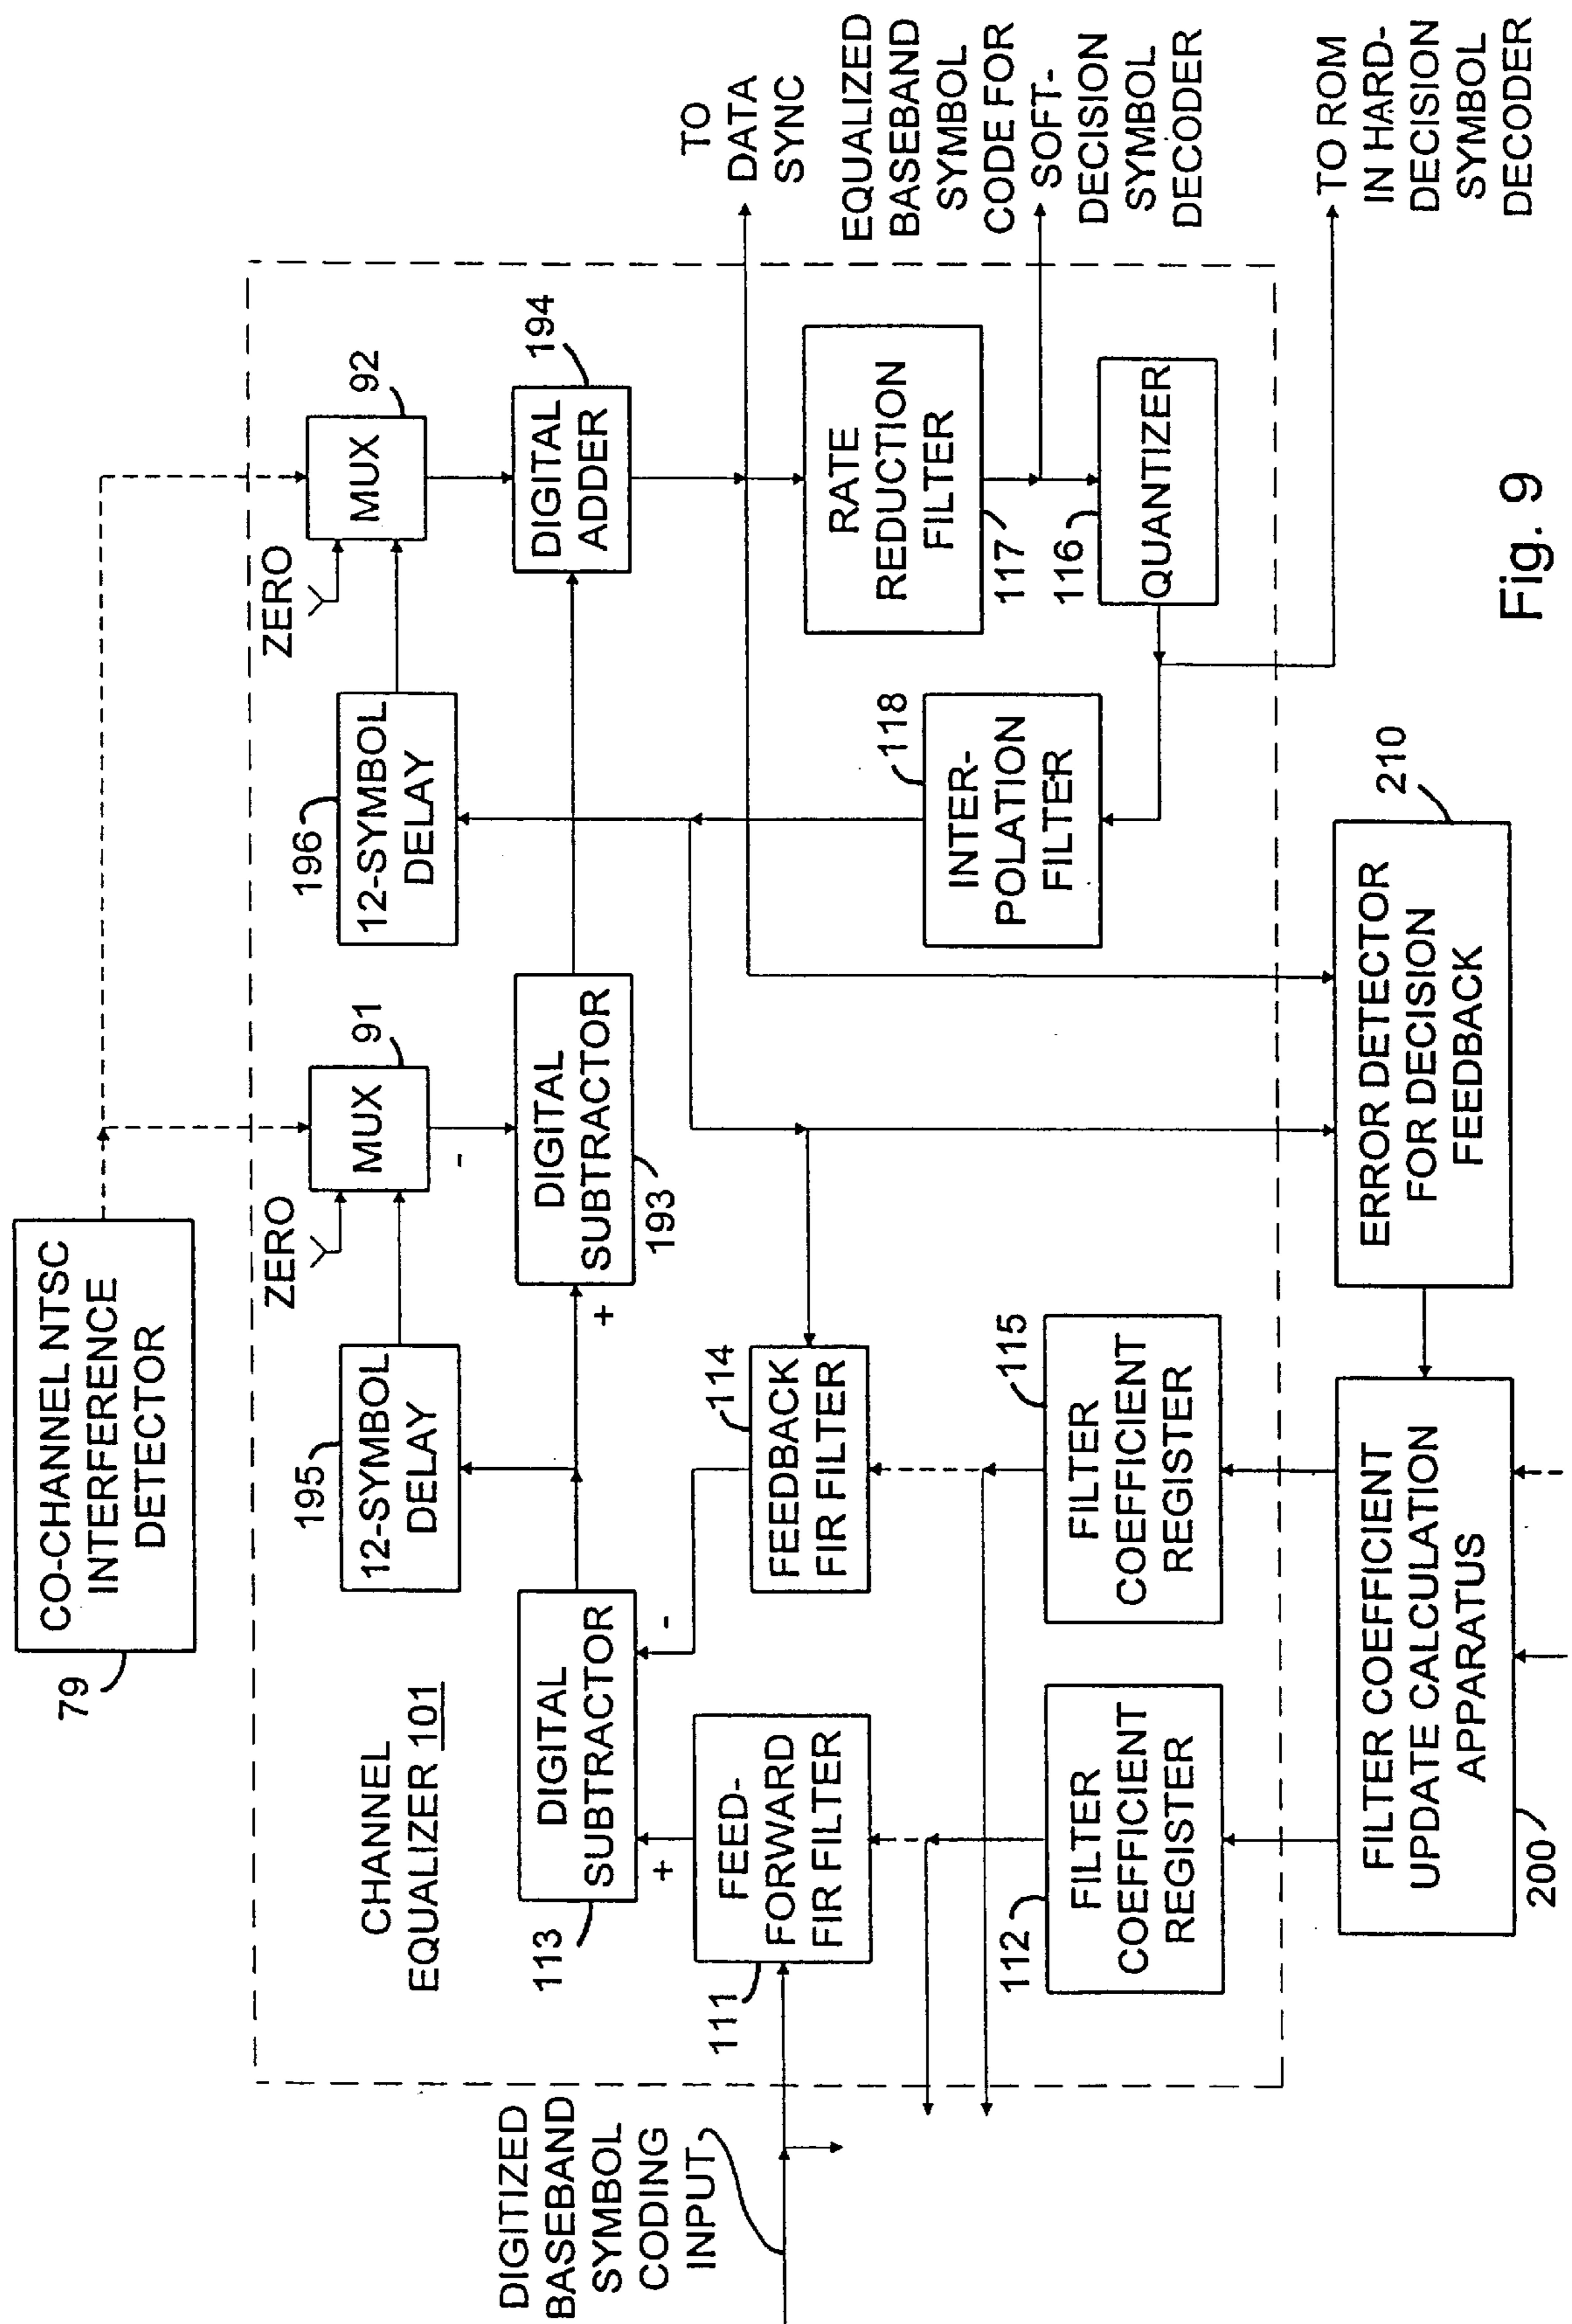 CO-CHANNEL NTSC
INTERFERENCE
DETECTOR
79
CHANNEL
EQUALIZER 101
195
12-SYMBOL
DELAY
ZERO
MUX
91
-
196
12-SYMBOL
DELAY
ZERO
MUX
92
113
DIGITAL
SUBTRACTOR
+
-
DIGITAL
SUBTRACTOR
193
+
DIGITAL
ADDER
194
TO
DATA
SYNC
DIGITIZED
BASEBAND
SYMBOL
CODING
INPUT
111
FEED-
FORWARD
FIR FILTER
114
FEEDBACK
FIR FILTER
118
INTER-
POLATION
FILTER
RATE
REDUCTION
FILTER
117
EQUALIZED
BASEBAND
SYMBOL
CODE FOR
SOFT-
DECISION
SYMBOL
DECODER
116
QUANTIZER
112
FILTER
COEFFICIENT
REGISTER
115
FILTER
COEFFICIENT
REGISTER
TO ROM
IN HARD-
DECISION
SYMBOL
DECODER
FILTER COEFFICIENT
UPDATE CALCULATION
APPARATUS
200
ERROR DETECTOR
FOR DECISION
FEEDBACK
210
Fig. 9